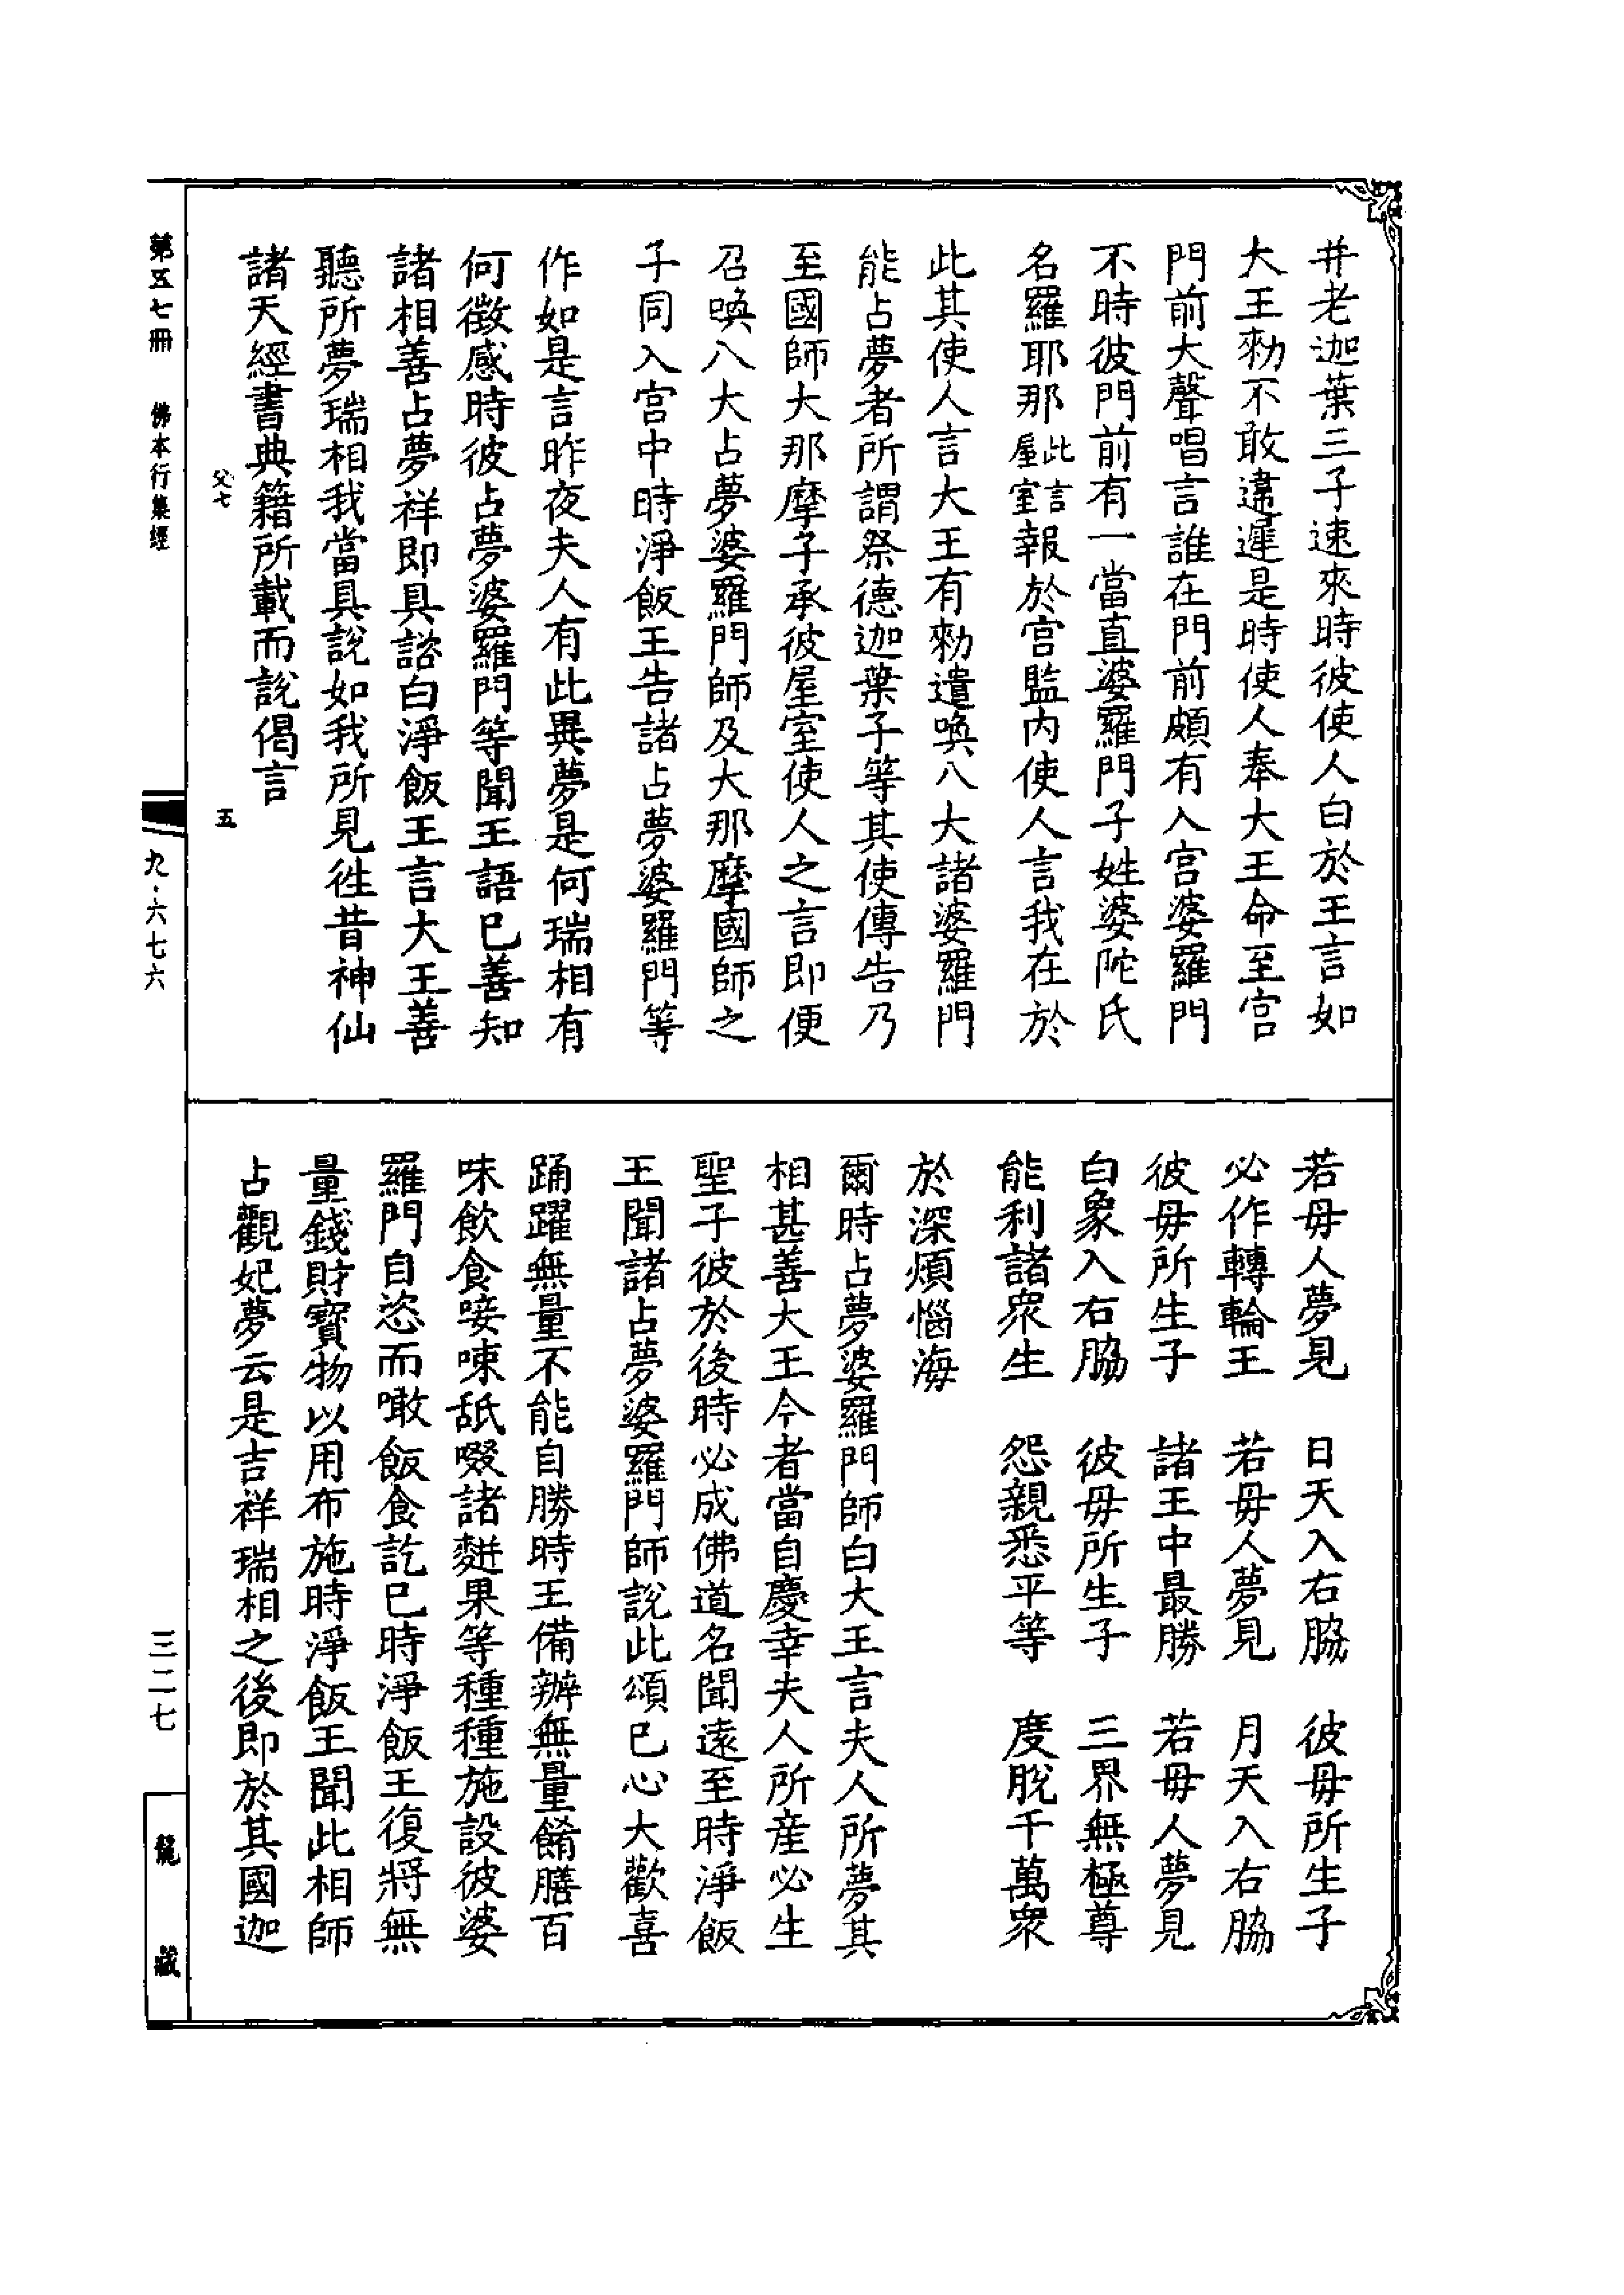 井老迦葉三子速來時彼使人白於王言如
大王勑不敢違遲是時使人奉大王命至宫
門前大聲唱言誰在門前頗有入宫婆羅門
不時彼門前有一當直婆羅門子姓婆陀氏
名羅耶那此言屋室報於宫監内使人言我在於
此其使人言大王有勑遣喚八大諸婆羅門
能占夢者所謂祭德迦葉子等其使傳告乃
至國師大那摩子承彼屋室使人之言即便
召喚八大占夢婆羅門師及大那摩國師之
子同入宫中時淨飯王告諸占夢婆羅門等
作如是言昨夜夫人有此異夢是何瑞相有
何徵感時彼占夢婆羅門等聞王語已善知
諸相善占夢祥即具諮白淨飯王言大王善
聽所夢瑞相我當具說如我所見徃昔神仙
諸天經書典籍所載而說偈言
父七
五
若毋人夢見　日天入右脇　彼毋所生子
必作轉輪王　若毋人夢見　月天入右脇
彼毋所生子　諸王中最勝　若毋人夢見
白象入右脇　彼毋所生子　三界無極尊
能利諸衆生　怨親悉平等　度脫千萬衆
於深煩惱海
爾時占夢婆羅門師白大王言夫人所夢其
相甚善大王今者當自慶幸夫人所産必生
聖子彼於後時必成佛道名聞遠至時淨飯
王聞諸占夢婆羅門師說此頌已心大歡喜
踊躍無量不能自勝時王備辦無量餚膳百
味飲食唼㖨舐啜諸麨果等種種施設彼婆
羅門自恣而噉飯食訖已時淨飯王復將無
量錢財寶物以用布施時淨飯王聞此相師
占觀妃夢云是吉祥瑞相之後即於其國迦
第五七冊　佛本行集經
九·六七六
三二七
龍藏